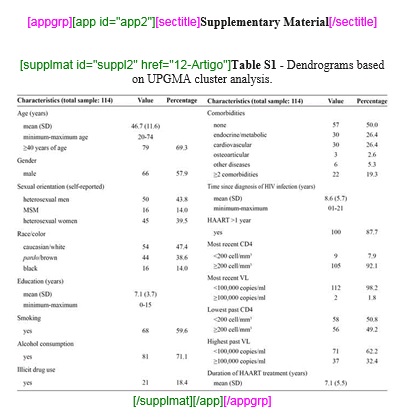 [appgrp][app id="app2"][sectitle]Supplementary Material[/sectitle]
[supplmat id="suppl2" href="12-Artigo"]Table S1 - Dendrograms based
on UPGMA cluster analysis.
Characteristics (total sample: 114) Value Percentage
Age (years)
mean (SD) 46.7 (11.6)
minimum-maximum age 20-74
≥40 years of age 79 69.3
Gender
male 66 57.9
Sexual orientation (self-reported)
heterosexual men 50 43.8
MSM 16 14.0
heterosexual women 45 39.5
Race/color
caucasian/white 54 47.4
pardo/brown 44 38.6
black 16 14.0
Education (years)
mean (SD) 7.1 (3.7)
minimum-maximum 0-15
Smoking
yes 68 59.6
Alcohol consumption
yes 81 71.1
Illicit drug use
yes 21 18.4
Characteristics (total sample: 114) Value Percentage
Comorbidities
none 57 50.0
endocrine/metabolic 30 26.4
cardiovascular 30 26.4
osteoarticular 3 2.6
other diseases 6 5.3
≥2 comorbidities 22 19.3
Time since diagnosis of HIV infection (years)
mean (SD) 8.6 (5.7)
minimum-maximum 01-21
HAART >1 year
yes 100 87.7
Most recent CD4
<200 cell/mm³ 9 7.9
≥200 cell/mm³ 105 92.1
Most recent VL
<100,000 copies/ml 112 98.2
≥100,000 copies/ml 2 1.8
Lowest past CD4
<200 cell/mm³ 58 50.8
≥200 cell/mm³ 56 49.2
Highest past VL
<100,000 copies/ml 71 62.2
≥100,000 copies/ml 37 32.4
Duration of HAART treatment (years)
mean (SD) 7.1 (5.5)
[/supplmat][/app][/appgrp]